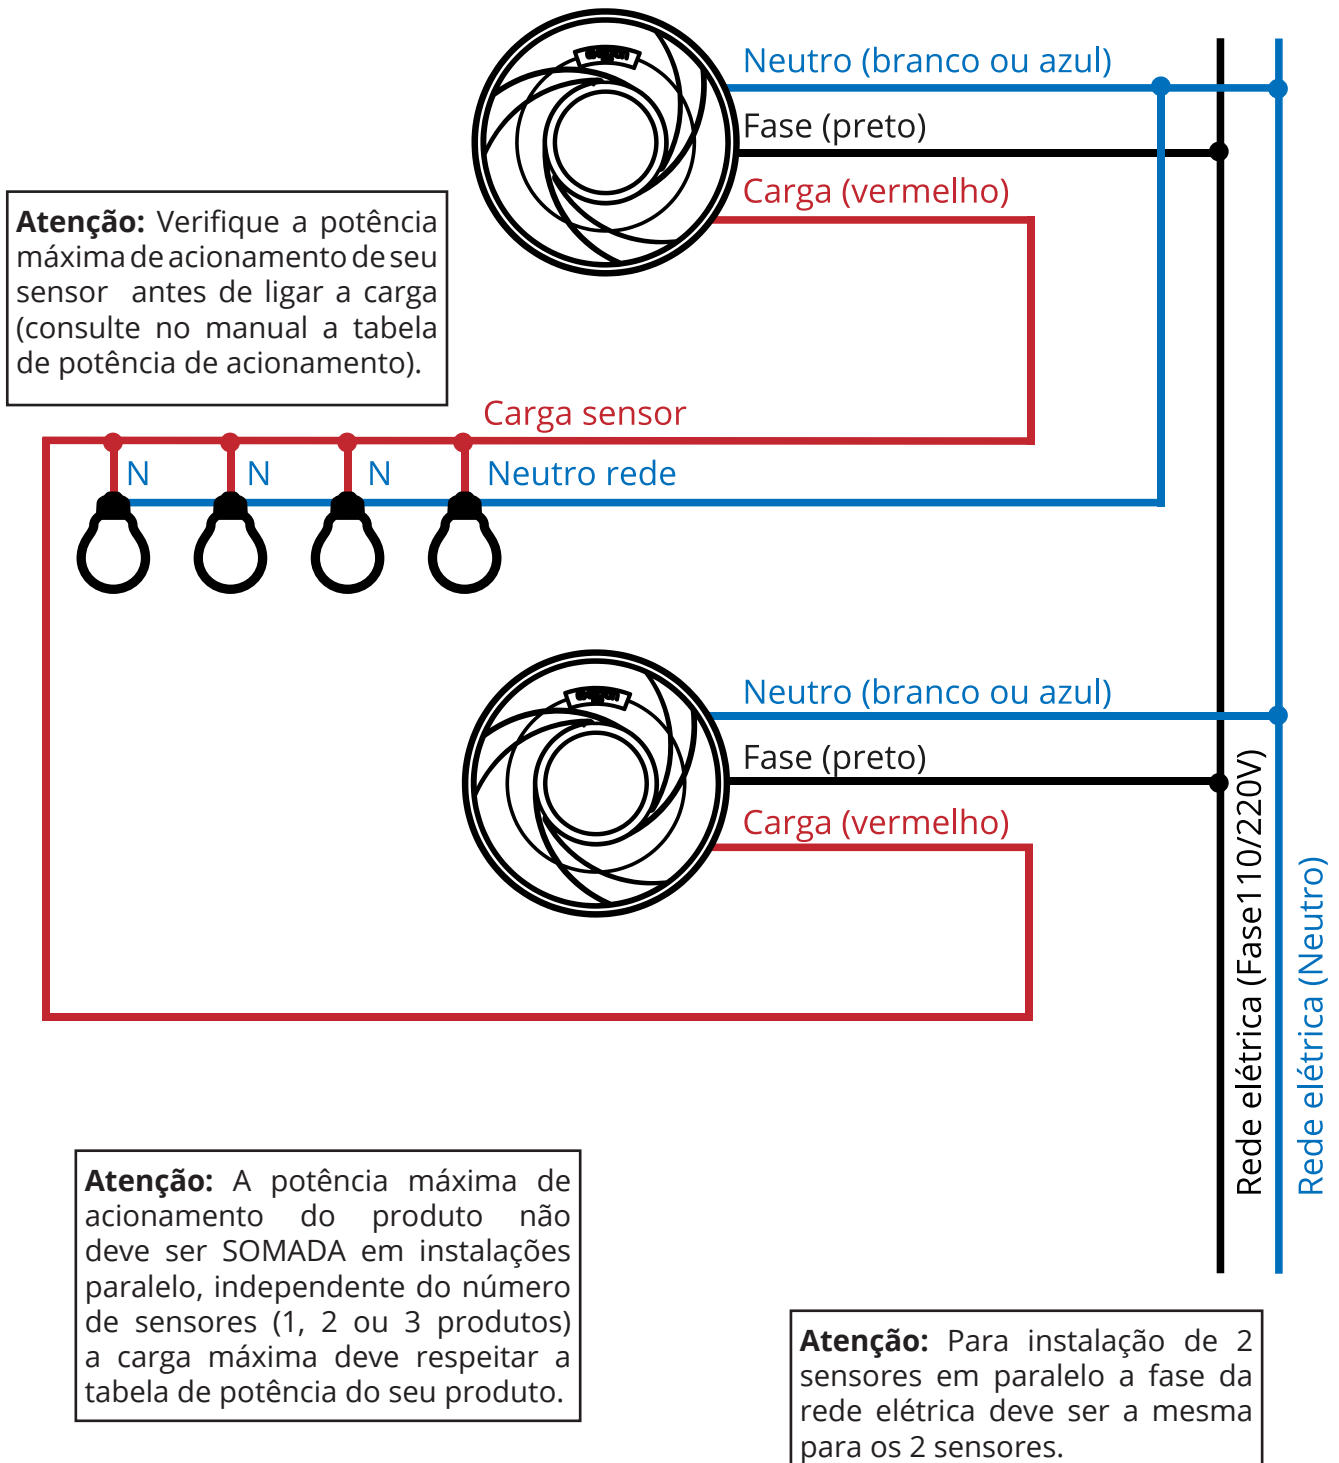 Neutro (branco ou azul)
Fase (preto)
Carga (vermelho)
Atenção: Verifique a potência
máxima de acionamento de seu
sensor antes de ligar a carga
(consulte no manual a tabela
de potência de acionamento).
Carga sensor
N N N Neutro rede
Neutro (branco ou azul)
Fase (preto)
Carga (vermelho)
Rede elétrica (Fase110/220V)
Rede elétrica (Neutro)
Atenção: A potência máxima de
acionamento do produto não
deve ser SOMADA em instalações
paralelo, independente do número
de sensores (1, 2 ou 3 produtos)
a carga máxima deve respeitar a
tabela de potência do seu produto.
Atenção: Para instalação de 2
sensores em paralelo a fase da
rede elétrica deve ser a mesma
para os 2 sensores.